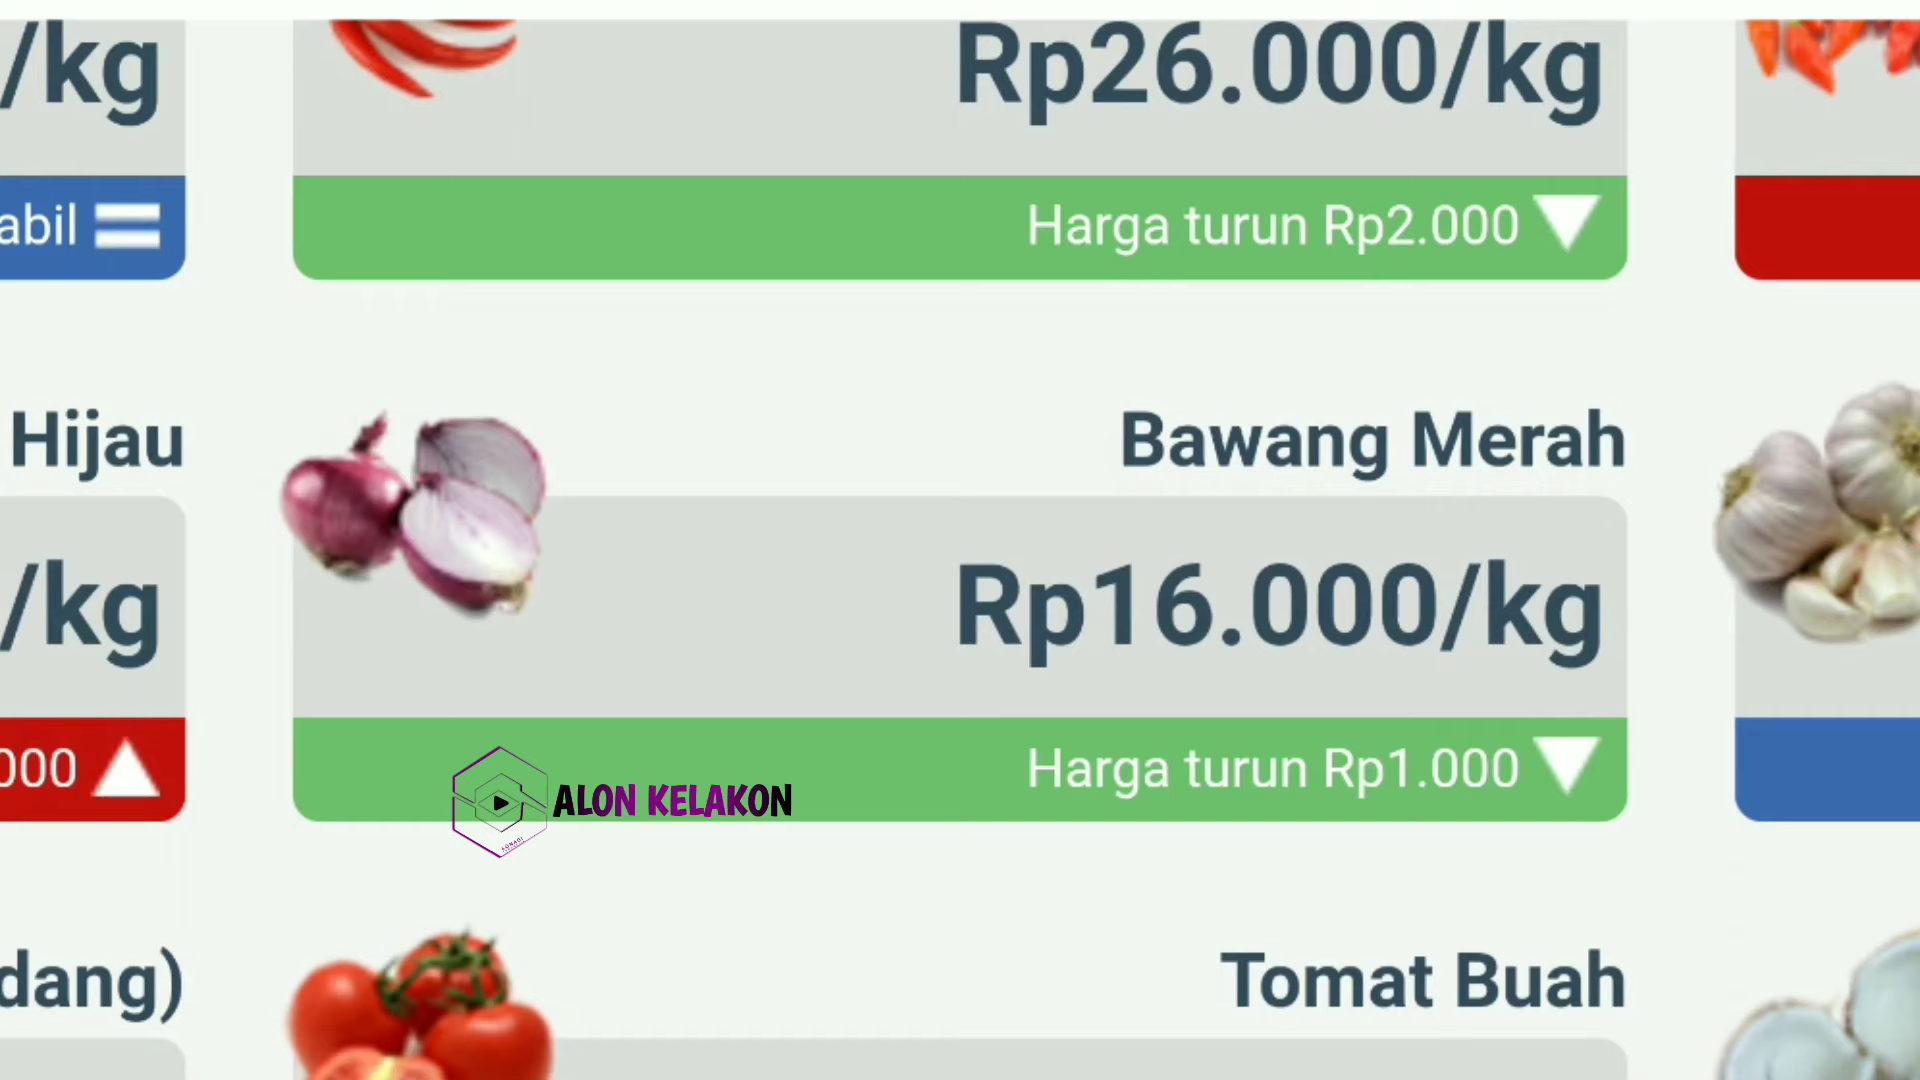 /kg
Rp26.000/kg
abil
Harga turun Rp2.000
Hijau
Bawang Merah
/kg
Rp16.000/kg
000
Harga turun Rp1.000
ALON KELAKON
dang)
Tomat Buah